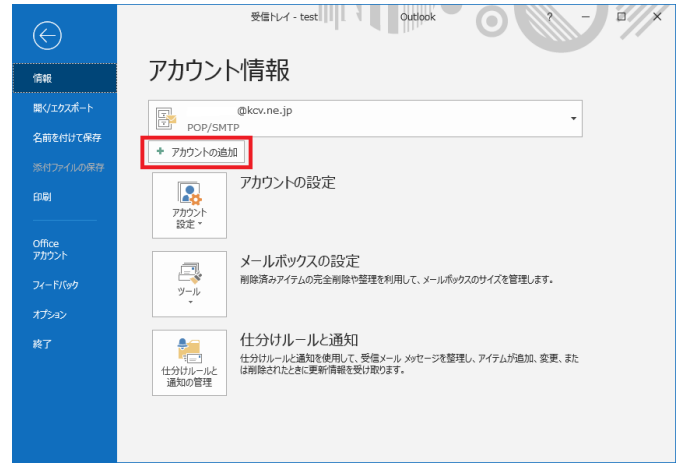 受信トレイ - test
Outlook
?
アカウント情報
情報
開く/エクスポート
名前を付けて保存
添付ファイルの保存
印刷
Office
アカウント
フィードバック
オプション
終了
@kcv.ne.jp
POP/SMTP
+ アカウントの追加
アカウント
設定
アカウントの設定
ツール
メールボックスの設定
削除済みアイテムの完全削除や整理を利用して、メールボックスのサイズを管理します。
仕分けルールと
通知の管理
仕分けルールと通知
仕分けルールと通知を使用して、受信メール メッセージを整理し、アイテムが追加、変更、また
は削除されたときに更新情報を受け取ります。